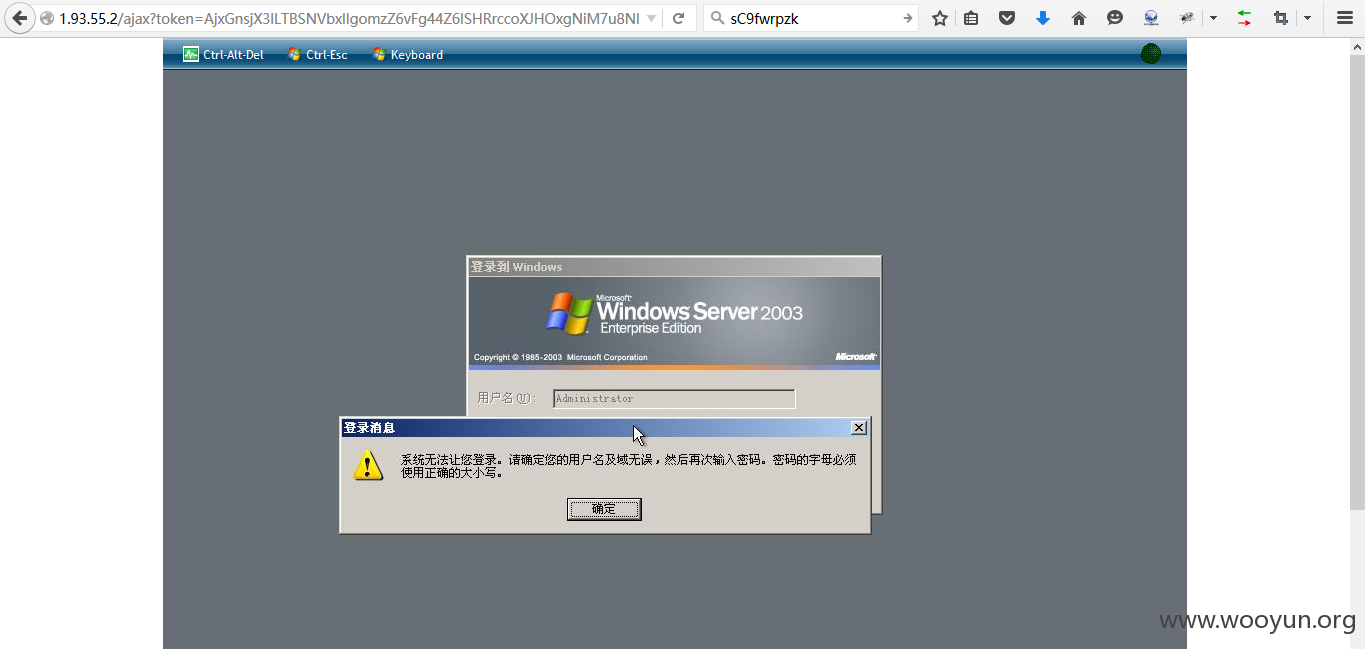 1.93.55.2/ajax?token=AjxGnsjX3ILTBSNVbxllgomzZ6vFg44Z6ISHRrccoXJHOxgNiM7u8NI
sC9fwrpzk
Ctrl-Alt-Del
Ctrl-Esc
Keyboard
登录到 Windows
Microsoft
Windows Server 2003
Enterprise Edition
Copyright © 1985-2003 Microsoft Corporation
Microsoft
用户名(U):
Administrator
登录消息
系统无法让您登录。请确定您的用户名及域无误，然后再次输入密码。密码的字母必须
使用正确的大小写。
确定
www.wooyun.org